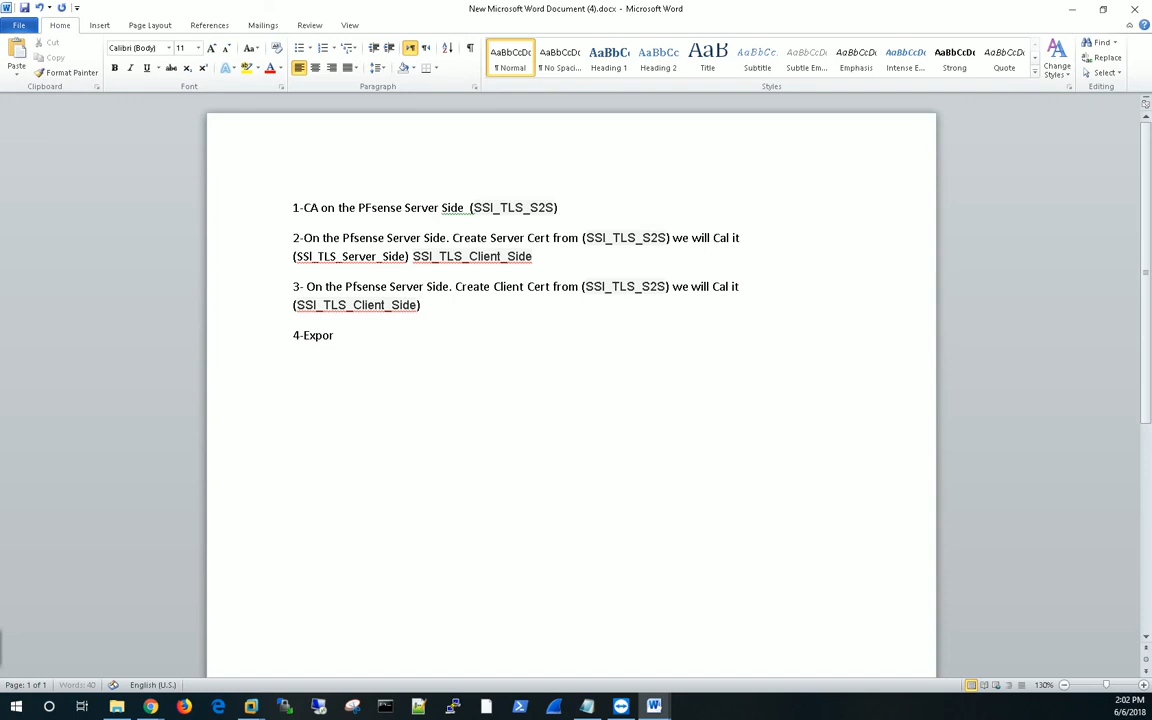 New Microsoft Word Document (4).docx - Microsoft Word
File Home Insert Page Layout References Mailings Review View
Cut
Copy
Format Painter
Paste
Clipboard
Calibri (Body) 11
Font
Paragraph
AaBbCcDc AaBbCcDc AaBbC AaBbCc AaB AaBbCc. AaBbCcDc AaBbCcDc AaBbCcDc AaBbCcDc AaBbCcDc
¶ Normal ¶ No Spaci... Heading 1 Heading 2 Title Subtitle Subtle Em... Emphasis Intense E... Strong Quote
Change Styles
Styles
Find
Replace
Select
Editing
1-CA on the PFsense Server Side (SSl_TLS_S2S)
2-On the Pfsense Server Side. Create Server Cert from (SSl_TLS_S2S) we will Cal it
(SSl_TLS_Server_Side) SSl_TLS_Client_Side
3- On the Pfsense Server Side. Create Client Cert from (SSl_TLS_S2S) we will Cal it
(SSl_TLS_Client_Side)
4-Expor
Page: 1 of 1 Words: 40 English (U.S.) 130%
2:02 PM
6/6/2018